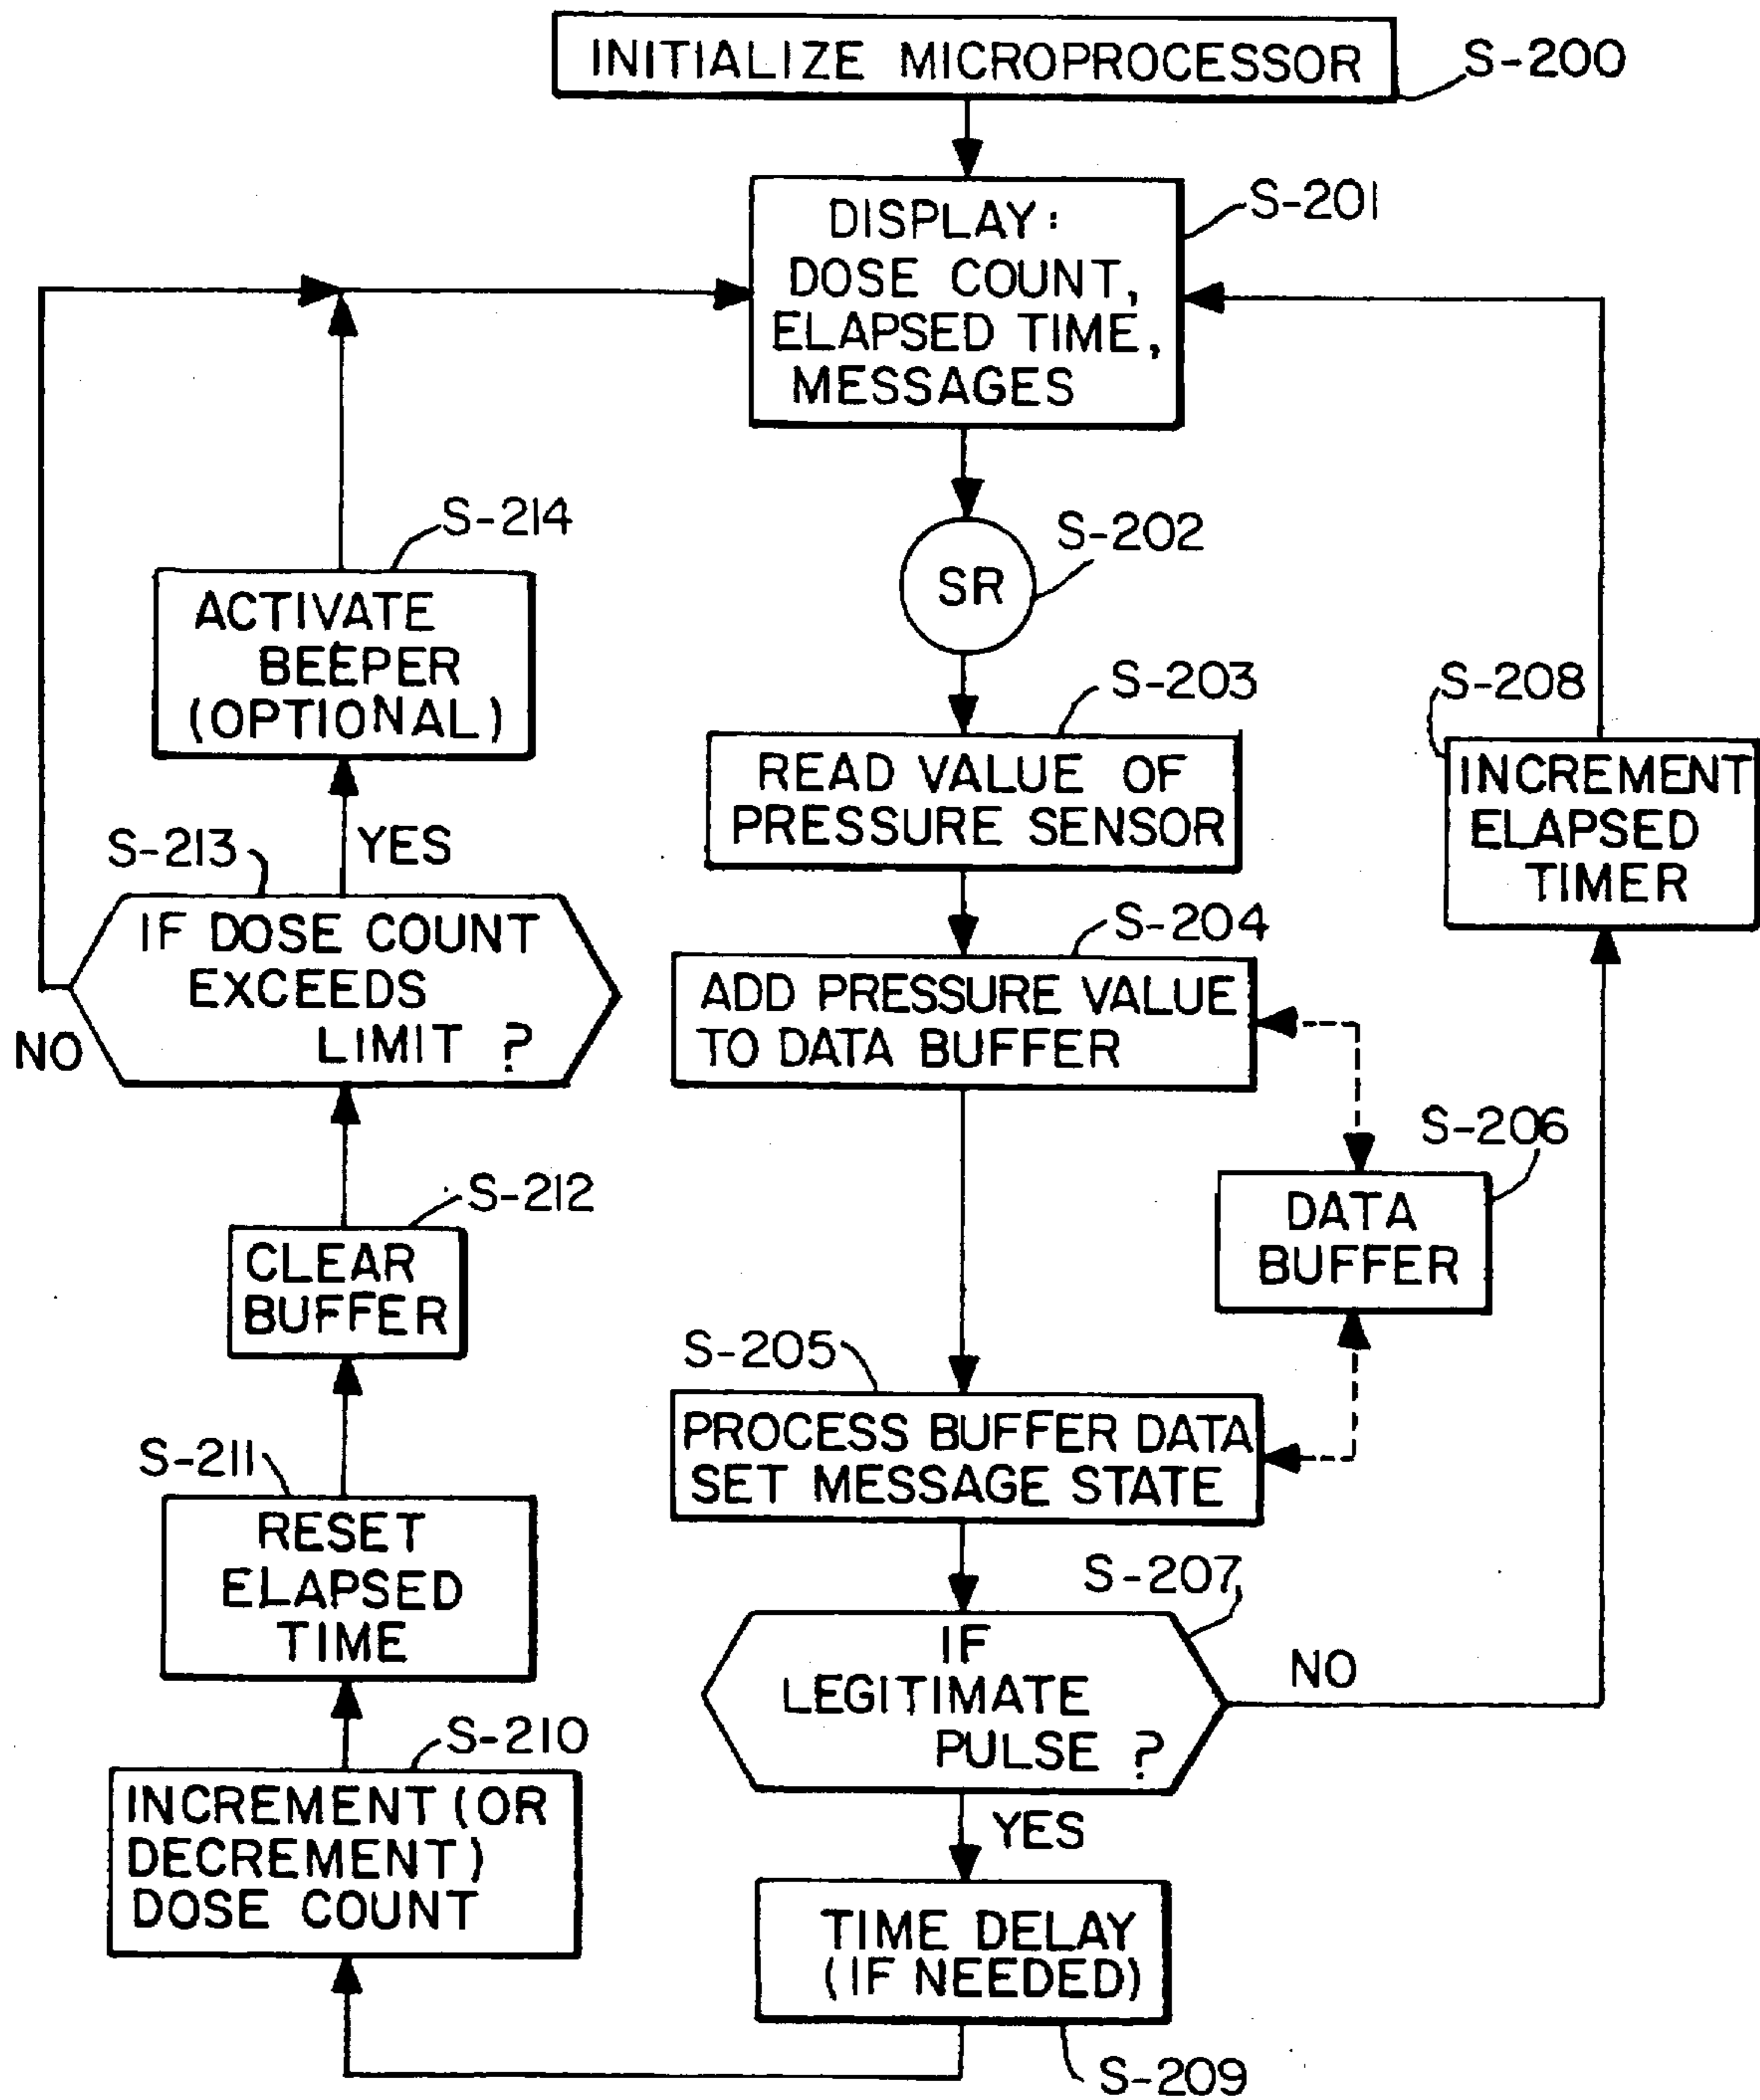 INITIALIZE MICROPROCESSOR
S-200
S-201
DISPLAY:
DOSE COUNT,
ELAPSED TIME,
MESSAGES
S-202
SR
S-203
READ VALUE OF
PRESSURE SENSOR
S-204
ADD PRESSURE VALUE
TO DATA BUFFER
S-206
DATA
BUFFER
S-205
PROCESS BUFFER DATA
SET MESSAGE STATE
S-207
IF
LEGITIMATE
PULSE ?
NO
S-208
INCREMENT
ELAPSED
TIMER
YES
TIME DELAY
(IF NEEDED)
S-209
S-210
INCREMENT (OR
DECREMENT)
DOSE COUNT
S-211
RESET
ELAPSED
TIME
S-212
CLEAR
BUFFER
S-213
IF DOSE COUNT
EXCEEDS
LIMIT ?
NO
YES
S-214
ACTIVATE
BEEPER
(OPTIONAL)